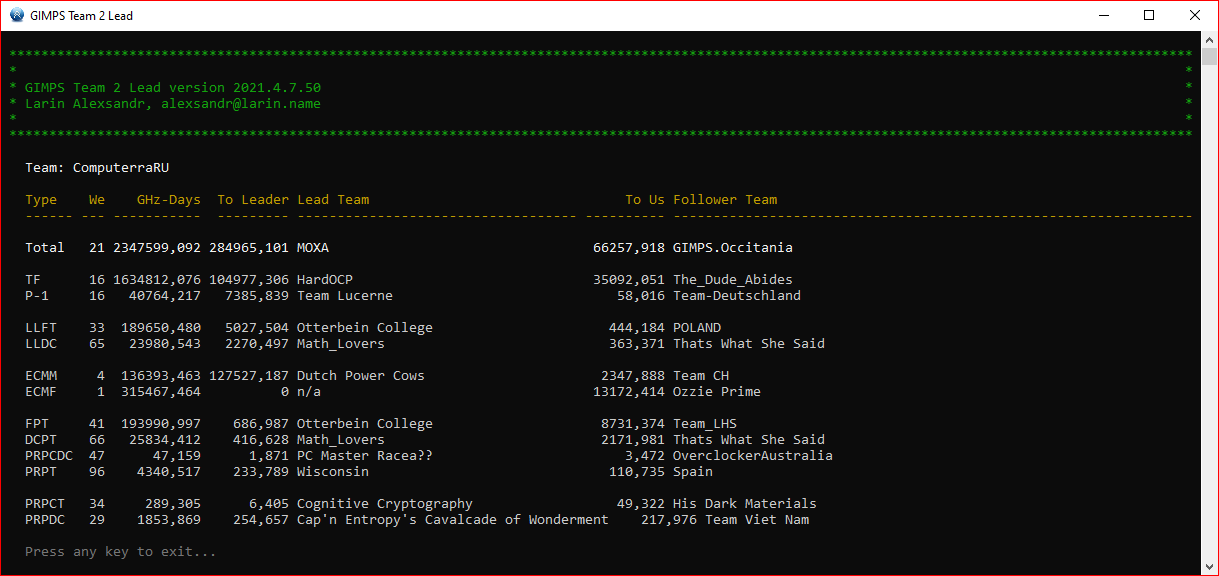 GIMPS Team 2 Lead
****************************************************************************************************************************************************
* *
* GIMPS Team 2 Lead version 2021.4.7.50 *
* Larin Alexsandr, alexsandr@larin.name *
* *
****************************************************************************************************************************************************
Team: ComputerraRU
Type We GHz-Days To Leader Lead Team To Us Follower Team
------ --- ----------- --------- ----------------------------------- ---------- -----------------------------------------------------------------
Total 21 2347599,092 284965,101 MOXA 66257,918 GIMPS.Occitania
TF 16 1634812,076 104977,306 HardOCP 35092,051 The_Dude_Abides
P-1 16 40764,217 7385,839 Team Lucerne 58,016 Team-Deutschland
LLFT 33 189650,480 5027,504 Otterbein College 444,184 POLAND
LLDC 65 23980,543 2270,497 Math_Lovers 363,371 Thats What She Said
ECMM 4 136393,463 127527,187 Dutch Power Cows 2347,888 Team CH
ECMF 1 315467,464 0 n/a 13172,414 Ozzie Prime
FPT 41 193990,997 686,987 Otterbein College 8731,374 Team_LHS
DCPT 66 25834,412 416,628 Math_Lovers 2171,981 Thats What She Said
PRPCDC 47 47,159 1,871 PC Master Racea?? 3,472 OverclockerAustralia
PRPT 96 4340,517 233,789 Wisconsin 110,735 Spain
PRPCT 34 289,305 6,405 Cognitive Cryptography 49,322 His Dark Materials
PRPDC 29 1853,869 254,657 Cap'n Entropy's Cavalcade of Wonderment 217,976 Team Viet Nam
Press any key to exit...